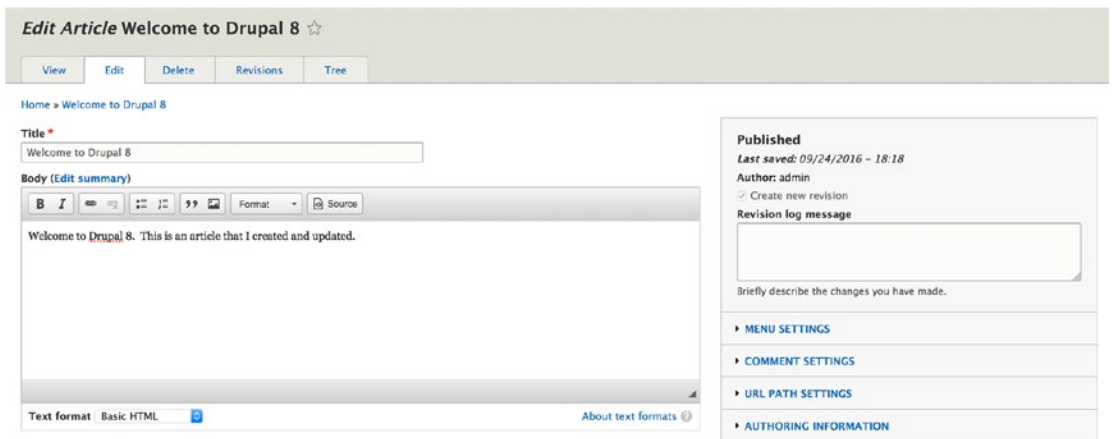 Edit Article Welcome to Drupal 8
View Edit Delete Revisions Tree
Home » Welcome to Drupal 8
Title *
Welcome to Drupal 8
Body (Edit summary)
B I Format Source
Welcome to Drupal 8. This is an article that I created and updated.
Text format Basic HTML
About text formats ?
Published
Last saved: 09/24/2016 – 18:18
Author: admin
Create new revision
Revision log message
Briefly describe the changes you have made.
MENU SETTINGS
COMMENT SETTINGS
URL PATH SETTINGS
AUTHORING INFORMATION